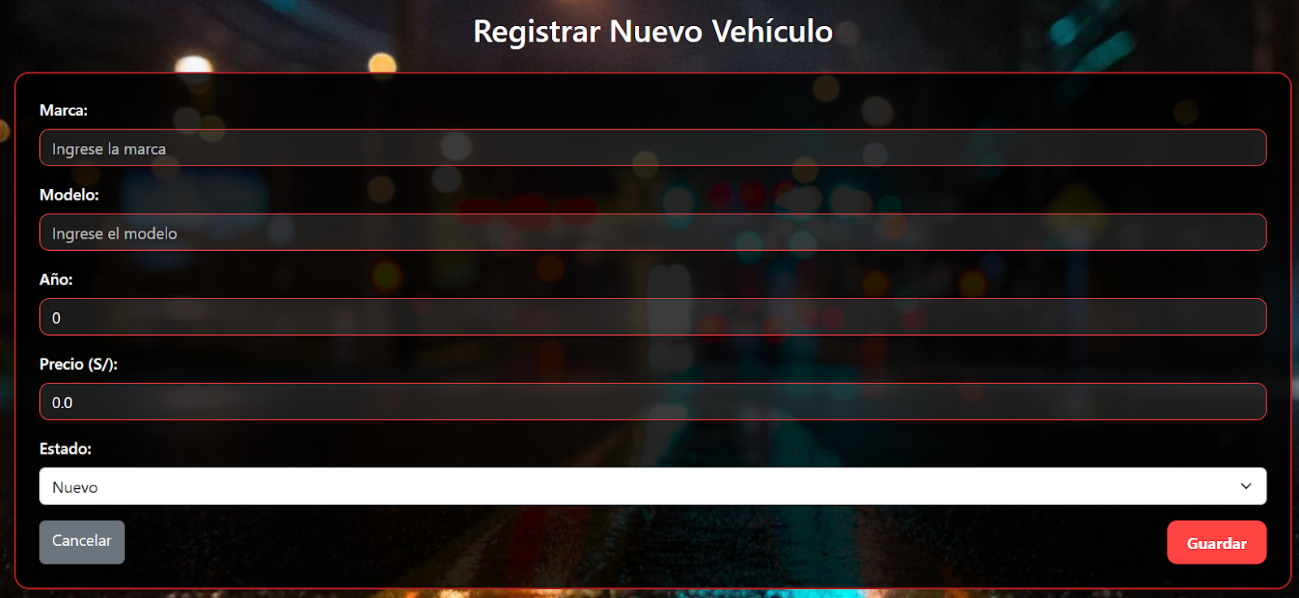 Registrar Nuevo Vehículo
Marca:
Ingrese la marca
Modelo:
Ingrese el modelo
Año:
0
Precio (S/):
0.0
Estado:
Nuevo
Cancelar
Guardar